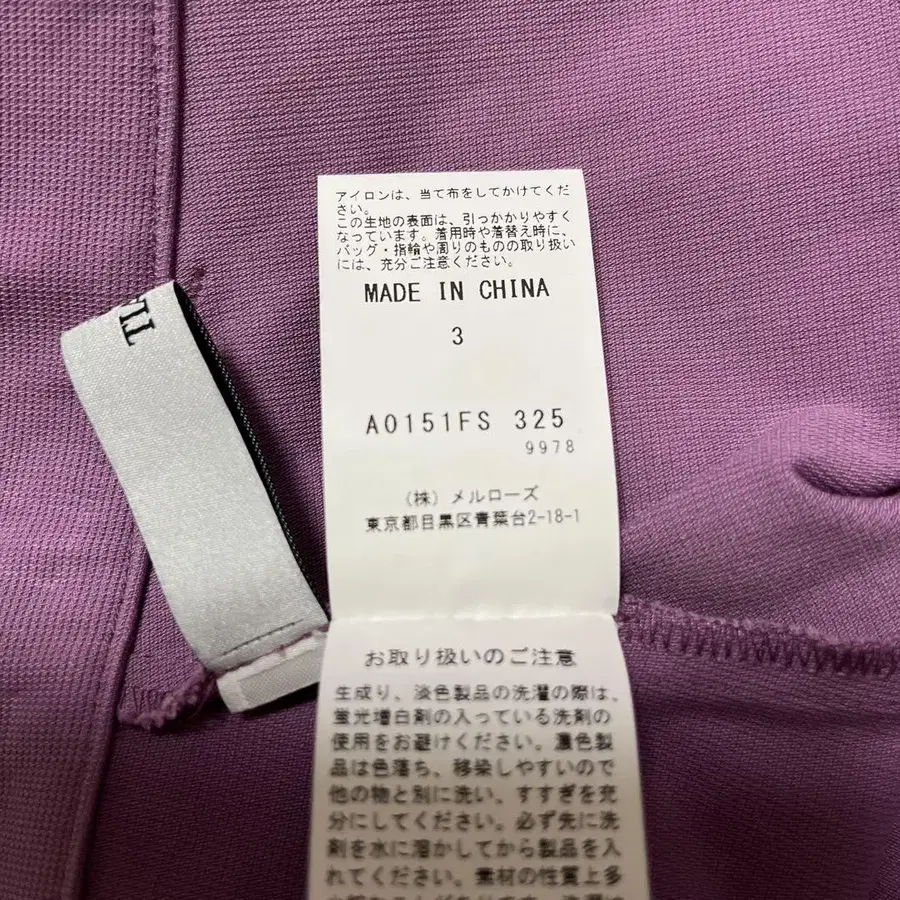 アイロンは、当て布をしてかけてくだ
さい。
この生地の表面は、引っかかりやすく
なっています。着用時や着替え時に、
バッグ・指輪や周りのものの取り扱い
には、充分ご注意ください。
MADE IN CHINA
3
A0151FS 325
9978
(株) メルローズ
東京都目黒区青葉台2-18-1
お取り扱いのご注意
生成り、淡色製品の洗濯の際は、
蛍光増白剤の入っている洗剤の
使用をお避けください。濃色製
品は色落ち、移染しやすいので
他の物と別に洗い、すすぎを充
分にしてください。必ず先に洗
剤を水に溶かしてから製品を入
れてください。素材の性質上多